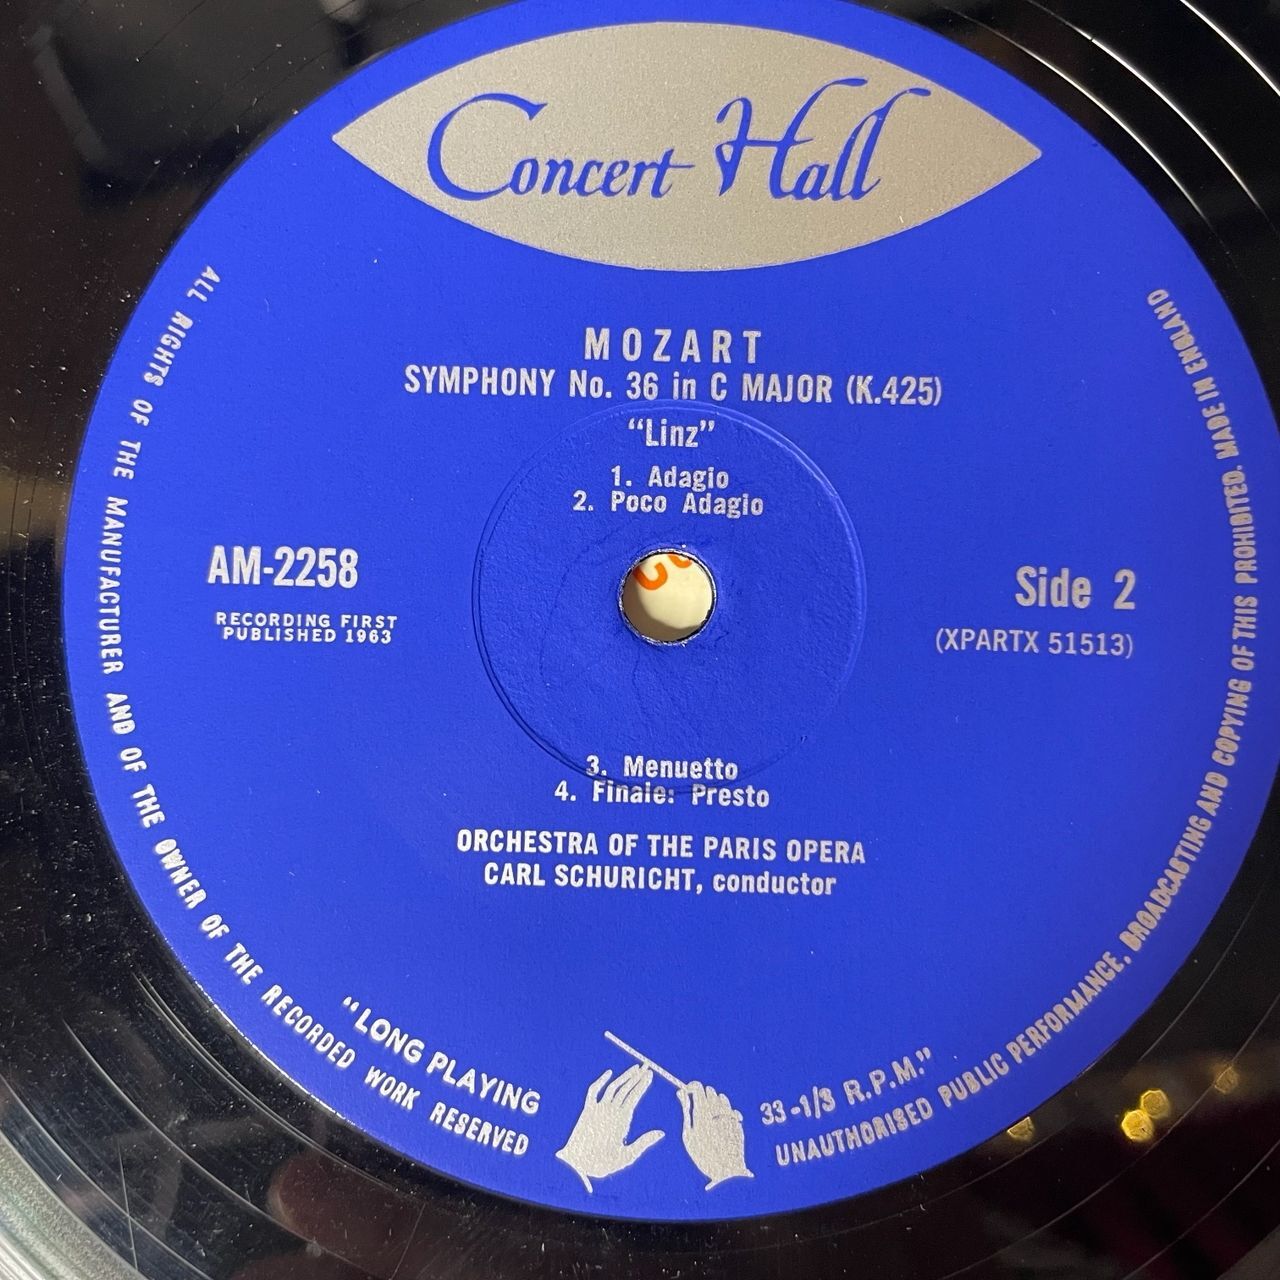 Concert Hall
MOZART
SYMPHONY No. 36 in C MAJOR (K.425)
"Linz"
1. Adagio
2. Poco Adagio
AM-2258
RECORDING FIRST
PUBLISHED 1963
Side 2
(XPARTX 51513)
3. Menuetto
4. Finale: Presto
ORCHESTRA OF THE PARIS OPERA
CARL SCHURICHT, conductor
"LONG PLAYING
33-1/3 R.P.M."
ALL RIGHTS OF THE MANUFACTURER AND OF THE OWNER OF THE RECORDED WORK RESERVED
UNAUTHORISED PUBLIC PERFORMANCE, BROADCASTING AND COPYING OF THIS PROHIBITED. MADE IN ENGLAND